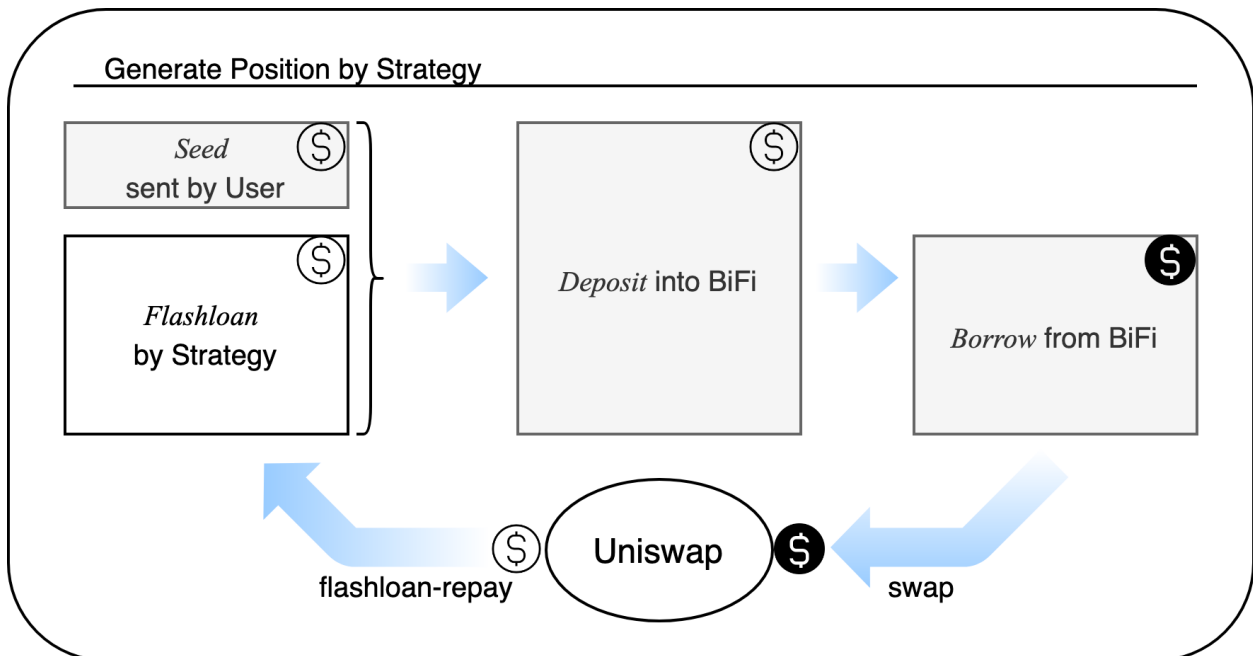 Generate Position by Strategy
$
Seed
sent by User
$
Flashloan
by Strategy
$
Deposit into BiFi
$
Borrow from BiFi
$
Uniswap
$
flashloan-repay
swap